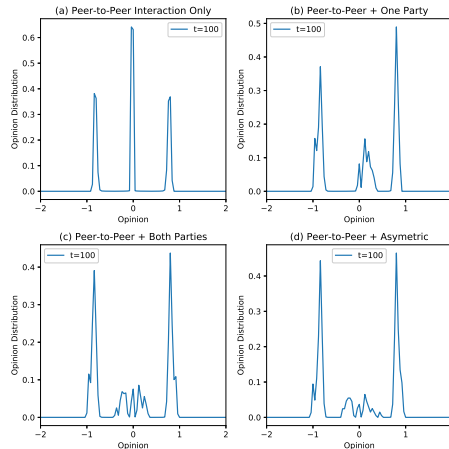 (a) Peer-to-Peer Interaction Only
t=100
Opinion Distribution
0.6
0.5
0.4
0.3
0.2
0.1
0.0
−2
−1
0
1
2
Opinion
(b) Peer-to-Peer + One Party
t=100
Opinion Distribution
0.5
0.4
0.3
0.2
0.1
0.0
−2
−1
0
1
Opinion
(c) Peer-to-Peer + Both Parties
t=100
Opinion Distribution
0.4
0.3
0.2
0.1
0.0
−2
−1
0
1
2
Opinion
(d) Peer-to-Peer + Asymetric
t=100
Opinion Distribution
0.4
0.3
0.2
0.1
0.0
−2
−1
0
1
Opinion